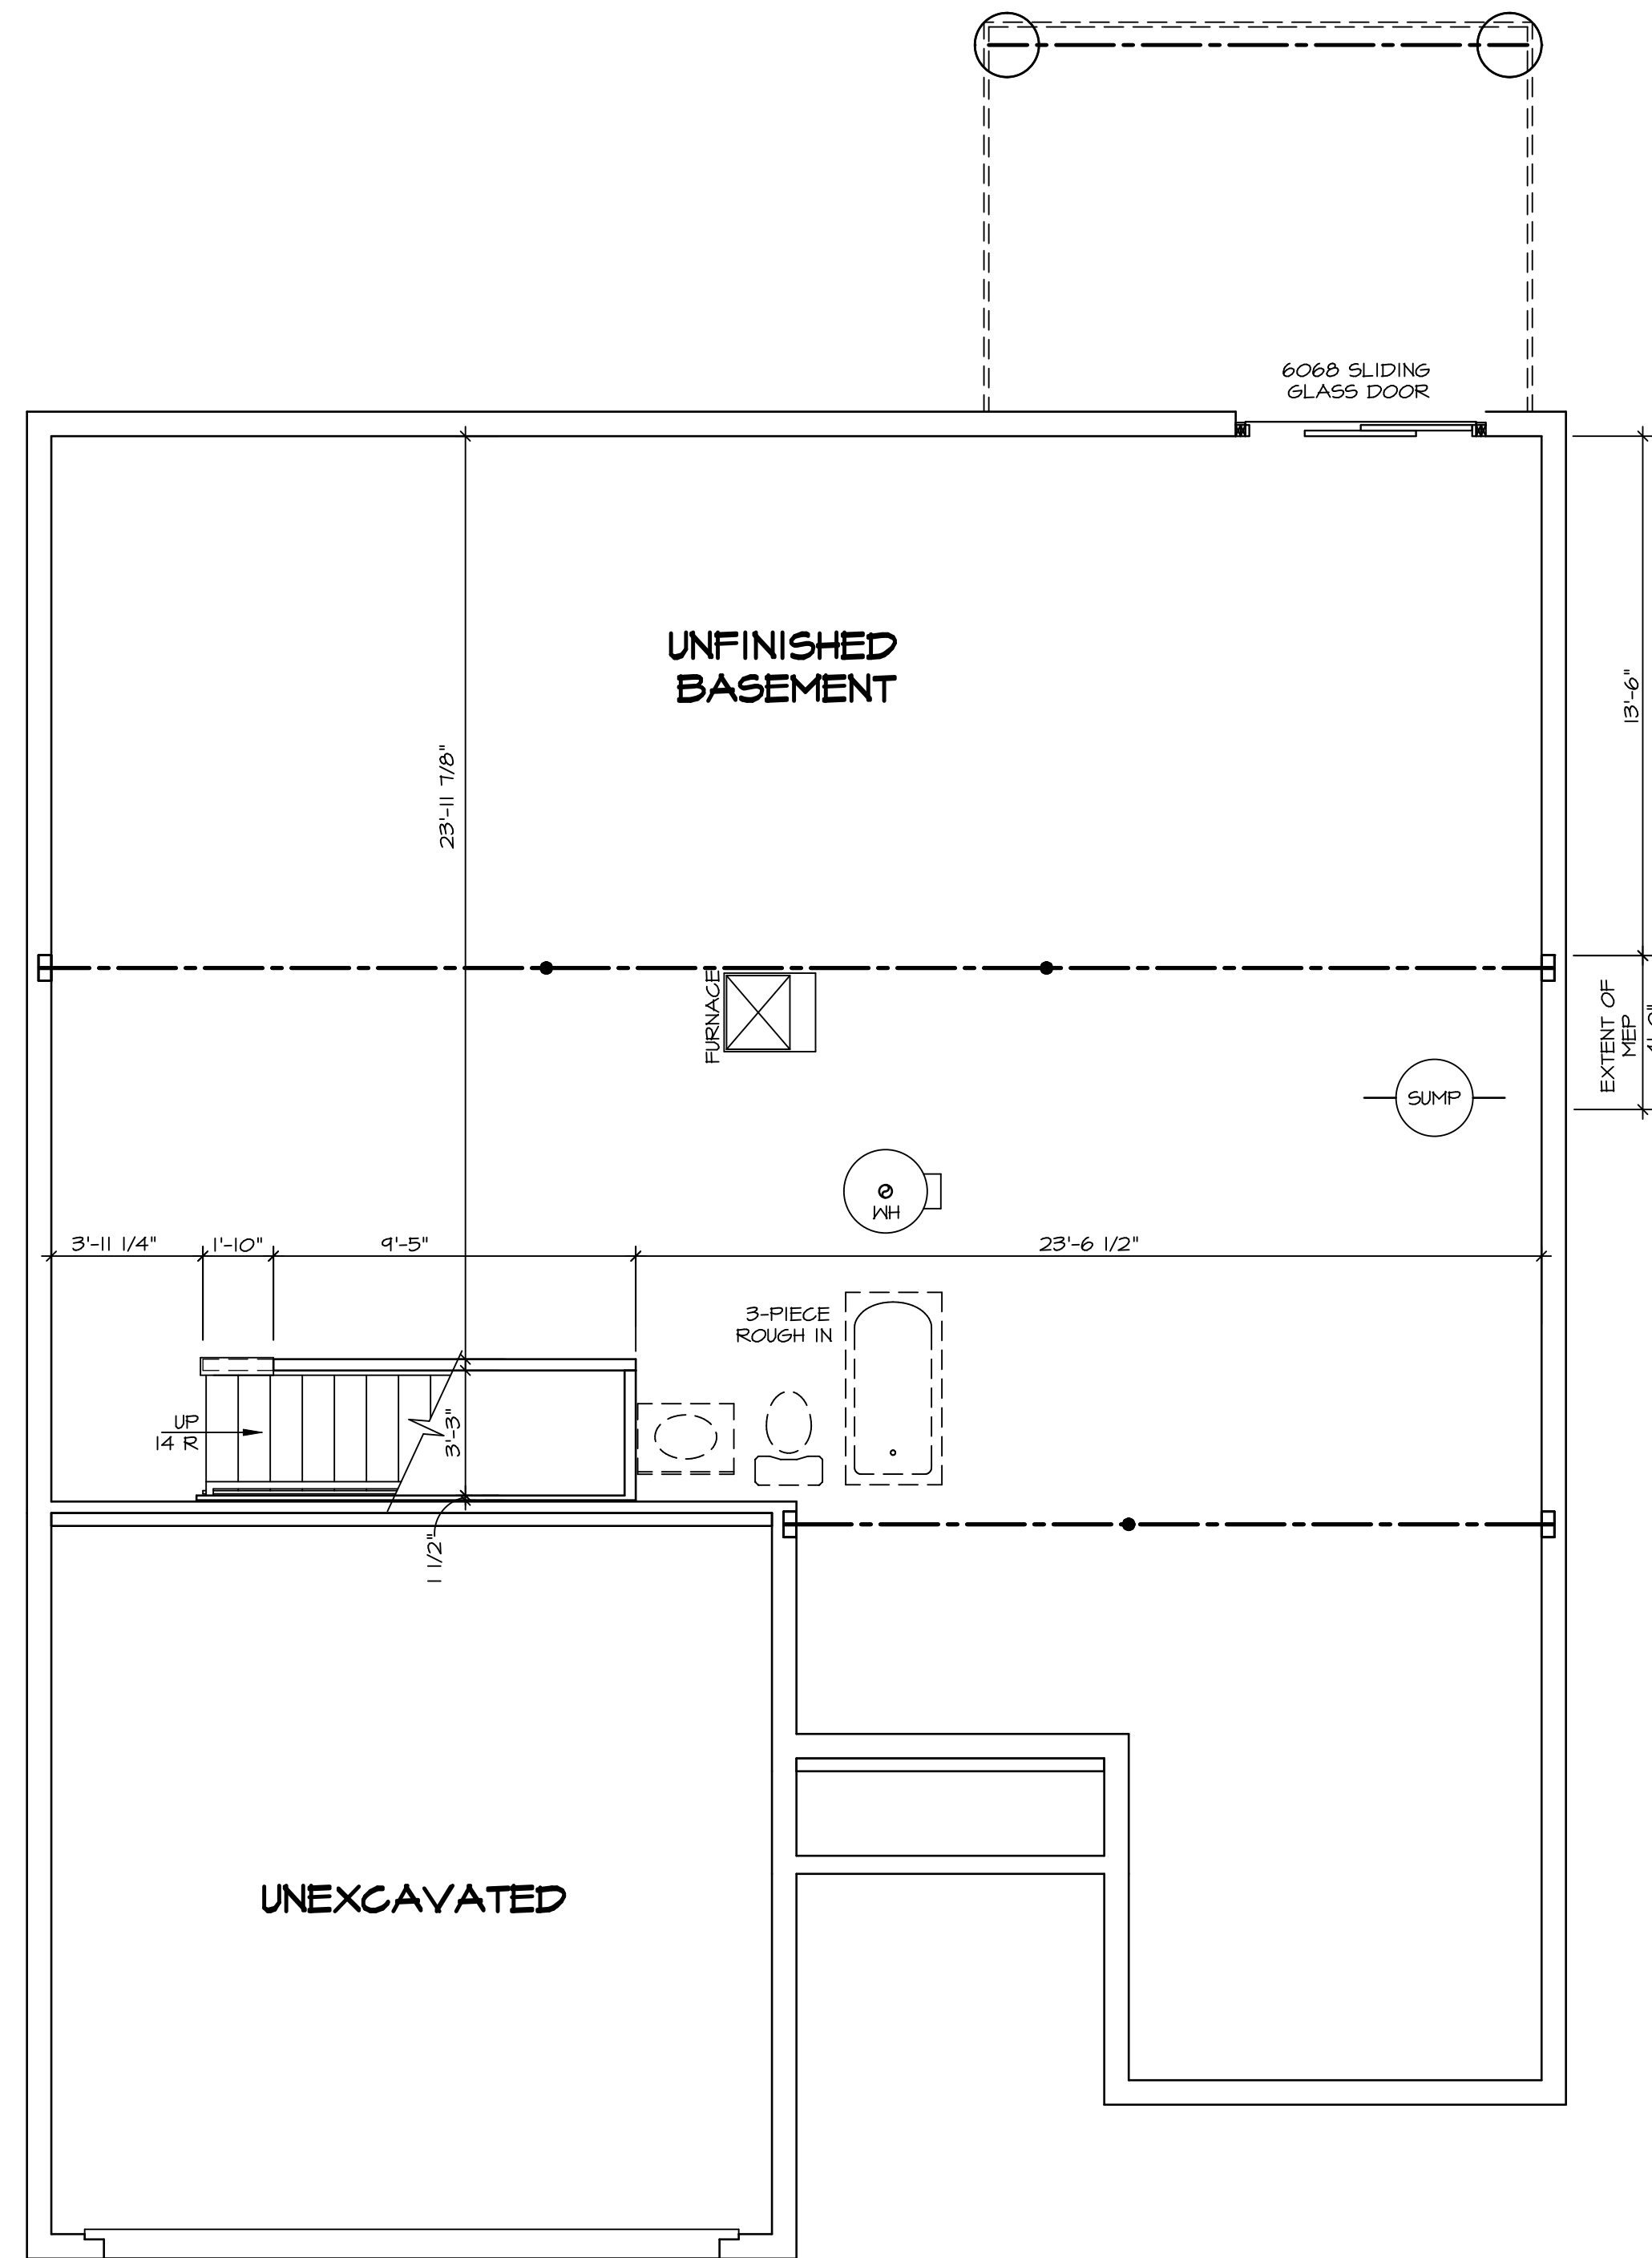 6068 SLIDING
GLASS DOOR
UNFINISHED
BASEMENT
13'-6"
23'-11 7/8"
FURNACE
EXTENT OF
MEP
SUMP
WH
3'-11 1/4"
1'-10"
9'-5"
23'-6 1/2"
3-PIECE
ROUGH IN
UP
14 R
3'-3"
1 1/2"
UNEXCAVATED